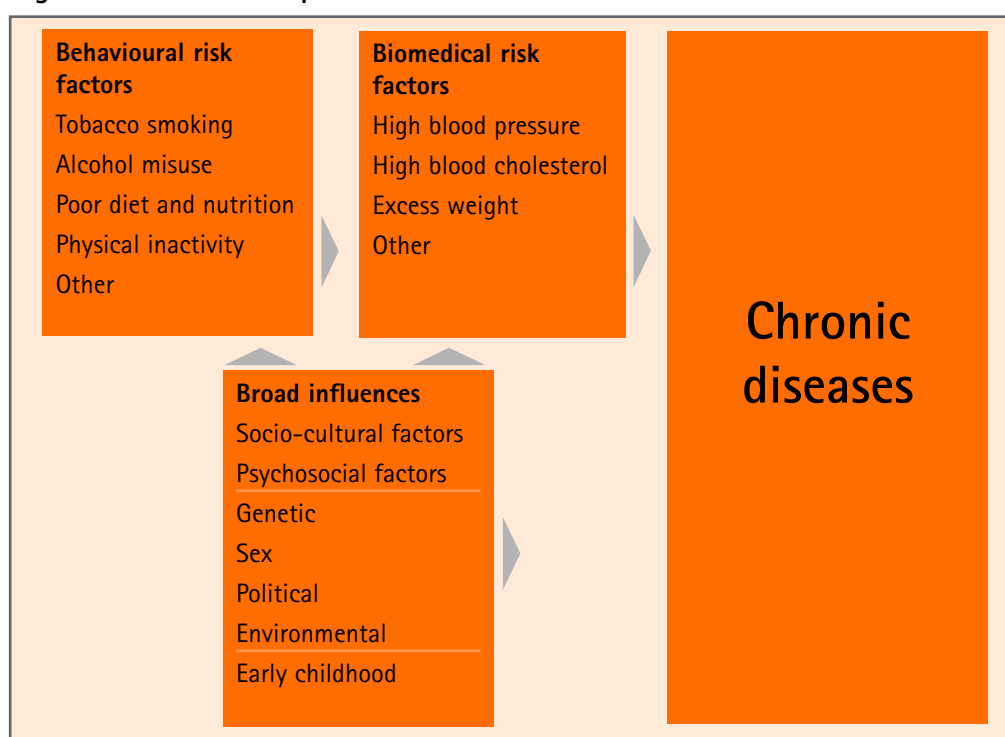 Behavioural risk
factors
Tobacco smoking
Alcohol misuse
Poor diet and nutrition
Physical inactivity
Other
Biomedical risk
factors
High blood pressure
High blood cholesterol
Excess weight
Other
Broad influences
Socio-cultural factors
Psychosocial factors
Genetic
Sex
Political
Environmental
Early childhood
Chronic
diseases